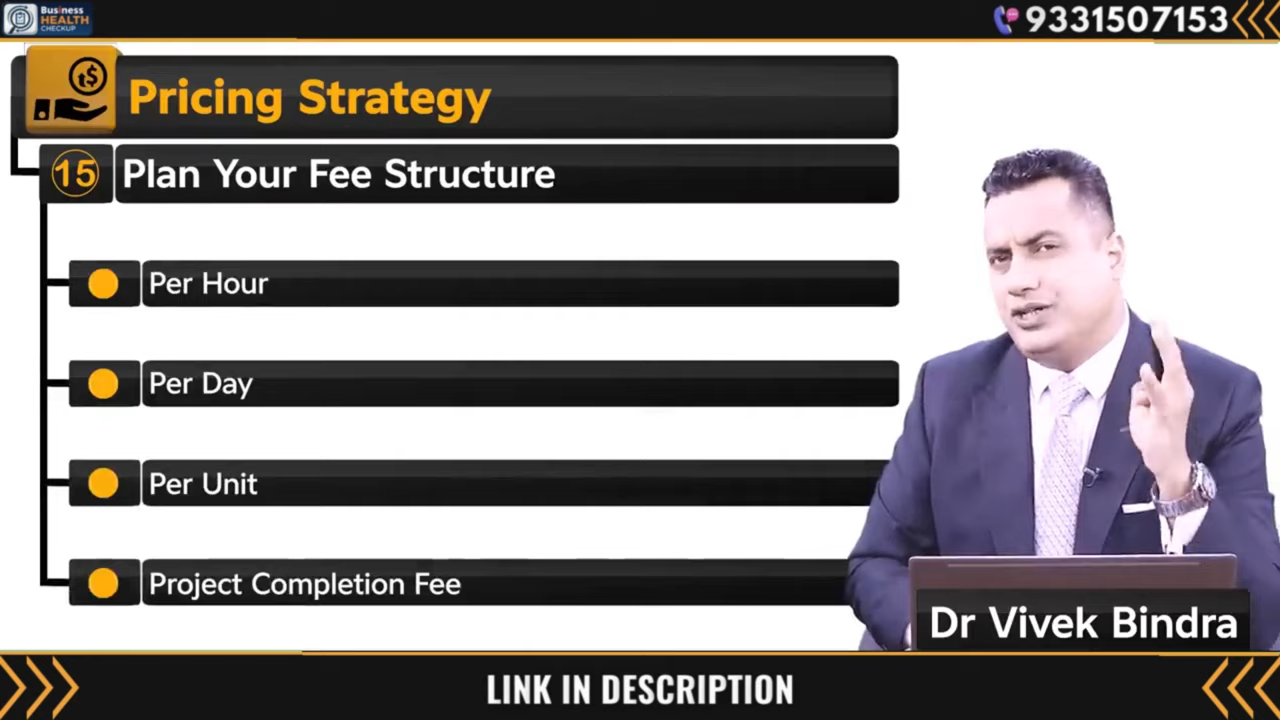 Business
HEALTH
CHECKUP
9331507153
Pricing Strategy
15 Plan Your Fee Structure
Per Hour
Per Day
Per Unit
Project Completion Fee
Dr Vivek Bindra
LINK IN DESCRIPTION